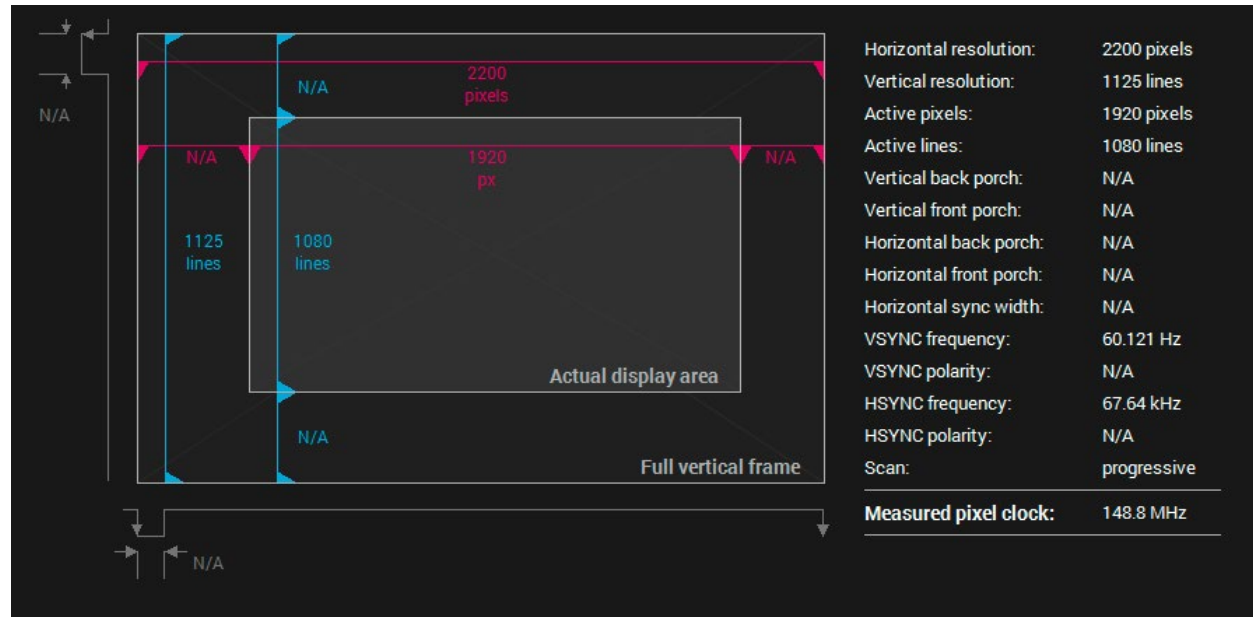 N/A
2200
pixels
N/A
N/A
1920
px
N/A
1125
lines
1080
lines
Actual display area
N/A
Full vertical frame
N/A
Horizontal resolution: 2200 pixels
Vertical resolution: 1125 lines
Active pixels: 1920 pixels
Active lines: 1080 lines
Vertical back porch: N/A
Vertical front porch: N/A
Horizontal back porch: N/A
Horizontal front porch: N/A
Horizontal sync width: N/A
VSYNC frequency: 60.121 Hz
VSYNC polarity: N/A
HSYNC frequency: 67.64 kHz
HSYNC polarity: N/A
Scan: progressive
Measured pixel clock: 148.8 MHz